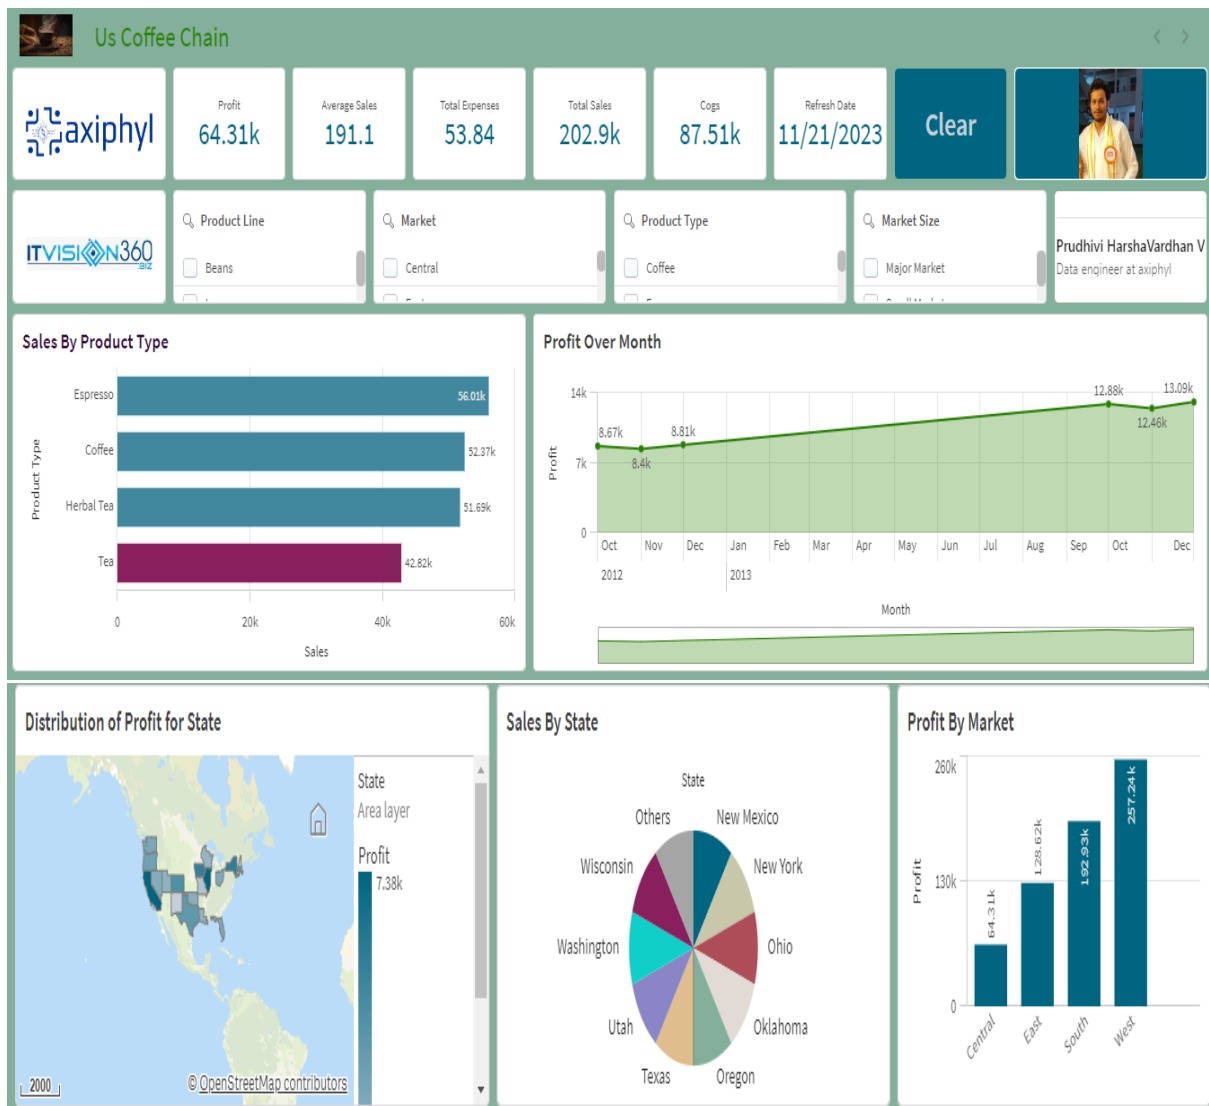 Us Coffee Chain
axiphyl
Profit
64.31k
Average Sales
191.1
Total Expenses
53.84
Total Sales
202.9k
Cogs
87.51k
Refresh Date
11/21/2023
Clear
ITVISION360
.BIZ
Product Line
Beans
Market
Central
Product Type
Coffee
Market Size
Major Market
Prudhivi HarshaVardhan V
Data engineer at axiphyl
Sales By Product Type
Product Type
Espresso
56.01k
Coffee
52.37k
Herbal Tea
51.69k
Tea
42.82k
0 20k 40k 60k
Sales
Profit Over Month
Profit
14k
7k
0
8.67k
8.4k
8.81k
12.88k
12.46k
13.09k
Oct Nov Dec Jan Feb Mar Apr May Jun Jul Aug Sep Oct Dec
2012 2013
Month
Distribution of Profit for State
State
Area layer
Profit
7.38k
2000
© OpenStreetMap contributors
Sales By State
State
Others
New Mexico
Wisconsin
New York
Washington
Ohio
Utah
Oklahoma
Texas
Oregon
Profit By Market
Profit
260k
130k
0
64.31k
128.62k
192.93k
257.24k
Central
East
South
West